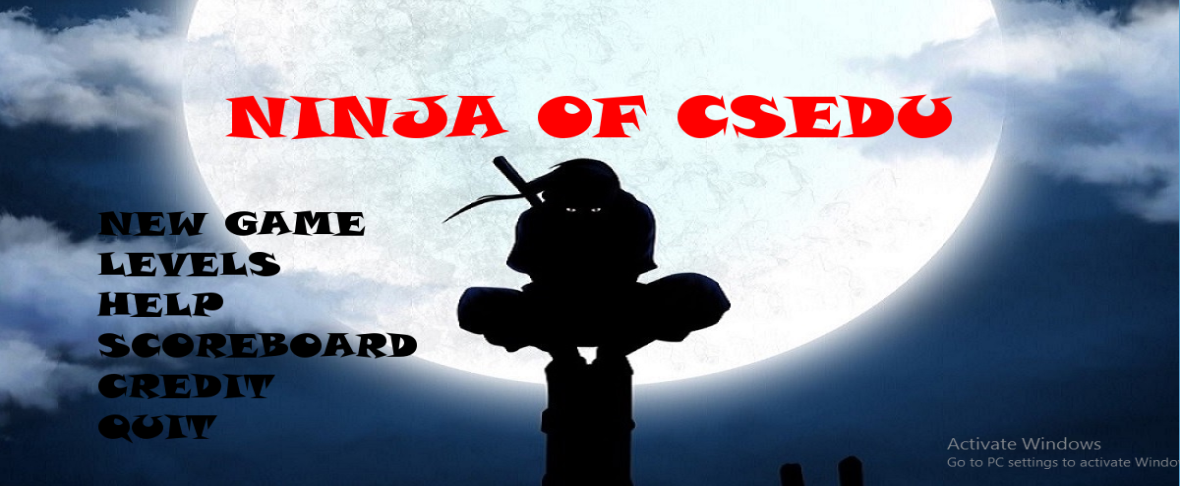 NINJA OF CSEDU
NEW GAME
LEVELS
HELP
SCOREBOARD
CREDIT
QUIT
Activate Windows
Go to PC settings to activate Windo